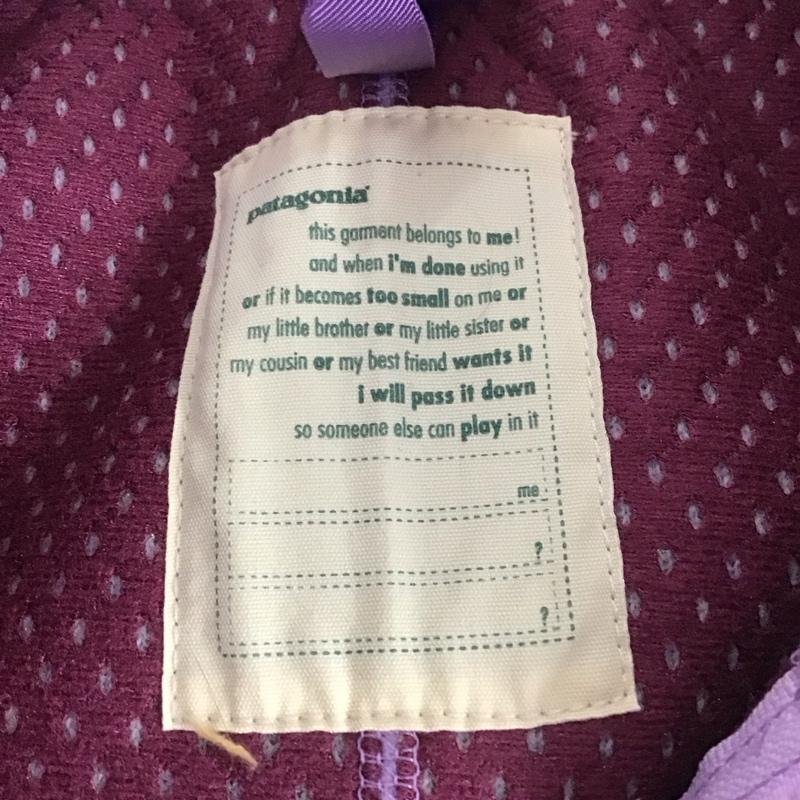 patagonia
this garment belongs to me!
and when i'm done using it
or if it becomes too small on me or
my little brother or my little sister or
my cousin or my best friend wants it
i will pass it down
so someone else can play in it
me
?
?